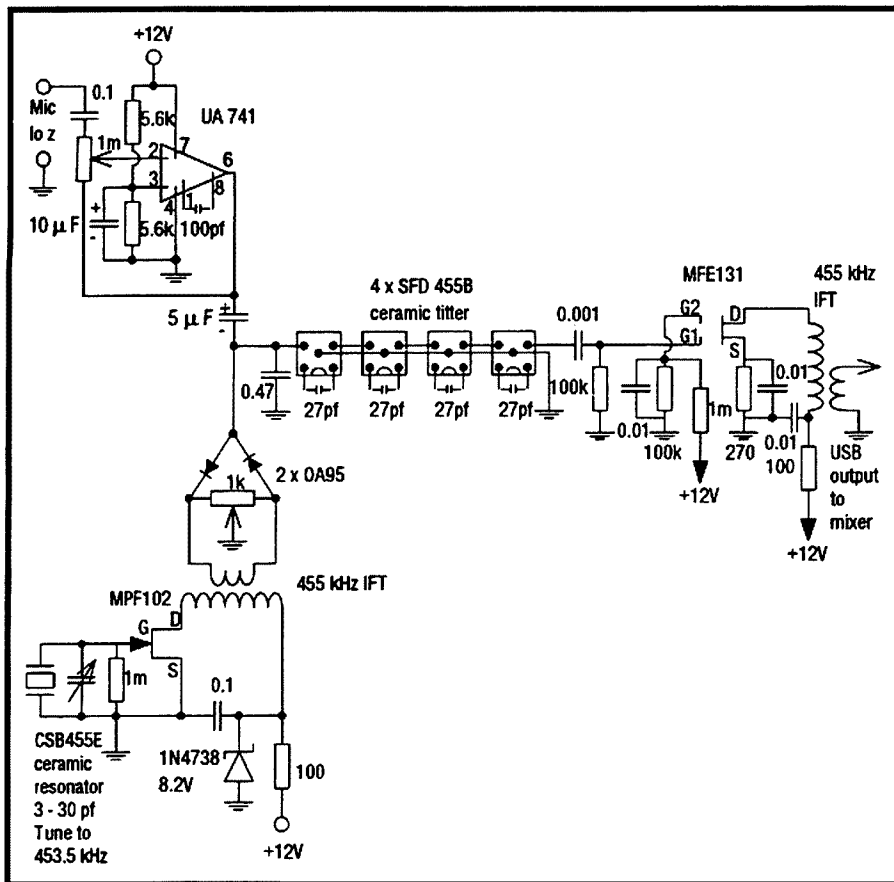 +12V
Mic
lo z
0.1
5.6k
UA 741
1m
7
2
6
3
8
4
1
10 µF
5.6k
100pf
5 µF
4 x SFD 455B
ceramic titter
0.47
27pf
27pf
27pf
27pf
0.001
100k
MFE131
455 kHz
IFT
G2
D
G1
S
0.01
0.01
1m
0.01
100k
270
100
+12V
USB
output
to
mixer
+12V
2 x OA95
1k
455 kHz IFT
MPF102
D
G
S
1m
0.1
CSB455E
ceramic
resonator
3 - 30 pf
Tune to
453.5 kHz
1N4738
8.2V
100
+12V